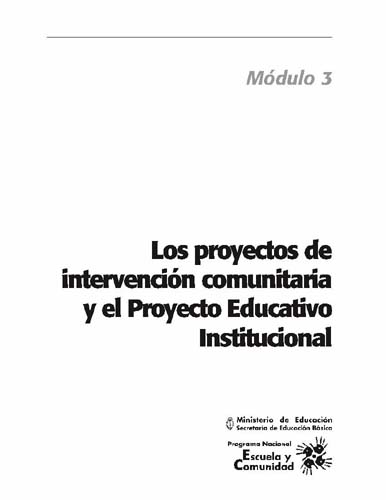 Módulo 3
Los proyectos de
intervención comunitaria
y el Proyecto Educativo
Institucional
Ministerio de Educación
Secretaría de Educación Básica
Programa Nacional
Escuela y
Comunidad